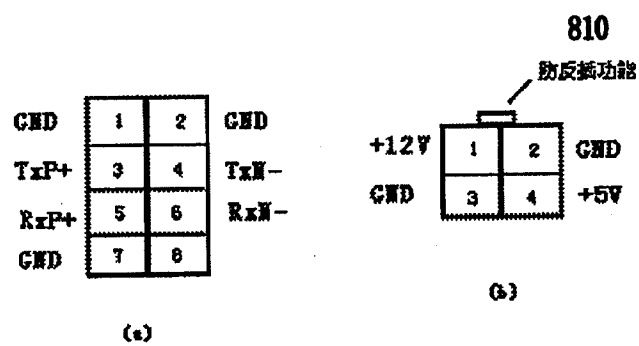 810
防反插功能
GND 1 2 GND
TxP+ 3 4 TxN-
RxP+ 5 6 RxN-
GND 7 8
(a)
+12V 1 2 GND
GND 3 4 +5V
(b)